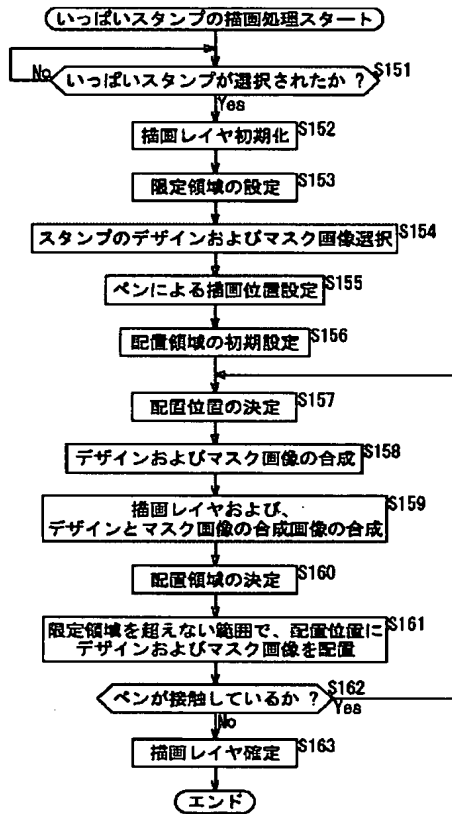 いっぱいスタンプの描画処理スタート
No
いっぱいスタンプが選択されたか ?
S151
Yes
描画レイヤ初期化
S152
限定領域の設定
S153
スタンプのデザインおよびマスク画像選択
S154
ペンによる描画位置設定
S155
配置領域の初期設定
S156
配置位置の決定
S157
デザインおよびマスク画像の合成
S158
描画レイヤおよび、
デザインとマスク画像の合成画像の合成
S159
配置領域の決定
S160
限定領域を超えない範囲で、配置位置に
デザインおよびマスク画像を配置
S161
ペンが接触しているか ?
S162
Yes
No
描画レイヤ確定
S163
エンド